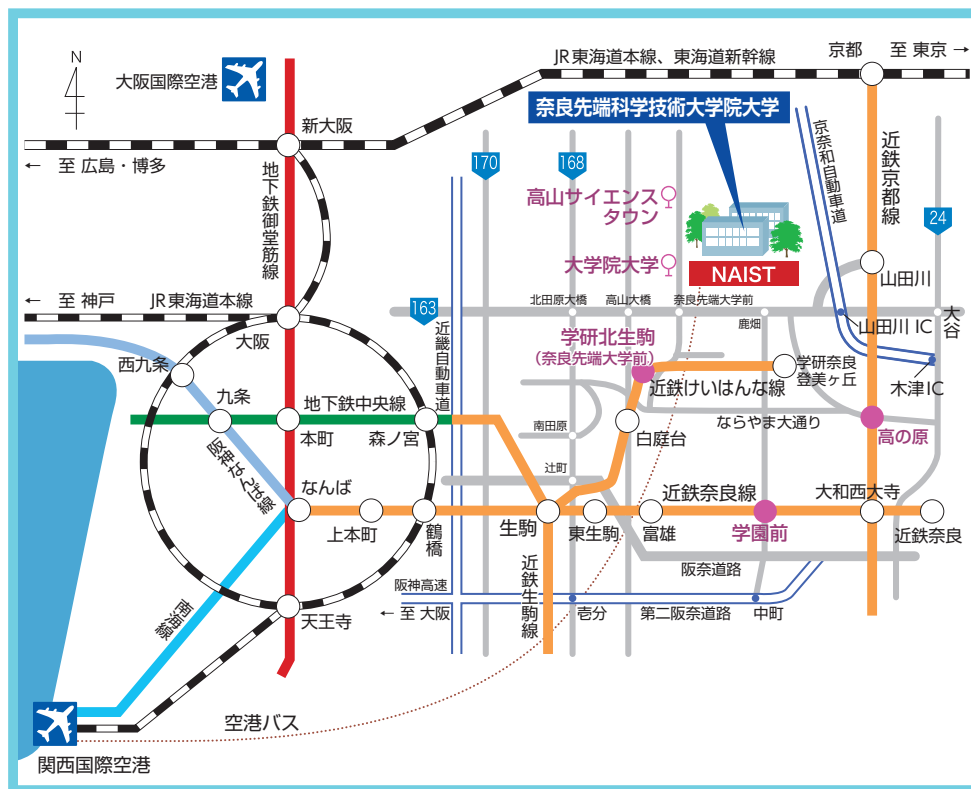 N
大阪国際空港
JR東海道本線、東海道新幹線
京都
至 東京 →
新大阪
← 至 広島・博多
奈良先端科学技術大学院大学
170
168
24
163
地下鉄御堂筋線
高山サイエンス
タウン
大学院大学
NAIST
京奈和自動車道
近鉄京都線
山田川
← 至 神戸
JR東海道本線
大阪
近畿自動車道
北田原大橋
高山大橋
奈良先端大学前
鹿畑
山田川 IC
大谷
木津IC
学研北生駒
(奈良先端大学前)
近鉄けいはんな線
学研奈良
登美ヶ丘
西九条
九条
地下鉄中央線
本町
森ノ宮
南田原
白庭台
ならやま大通り
高の原
阪神なんば線
辻町
なんば
上本町
鶴橋
生駒
東生駒
富雄
近鉄奈良線
学園前
大和西大寺
近鉄奈良
近鉄生駒線
阪奈道路
阪神高速
← 至 大阪
壱分
第二阪奈道路
中町
南海線
天王寺
空港バス
関西国際空港